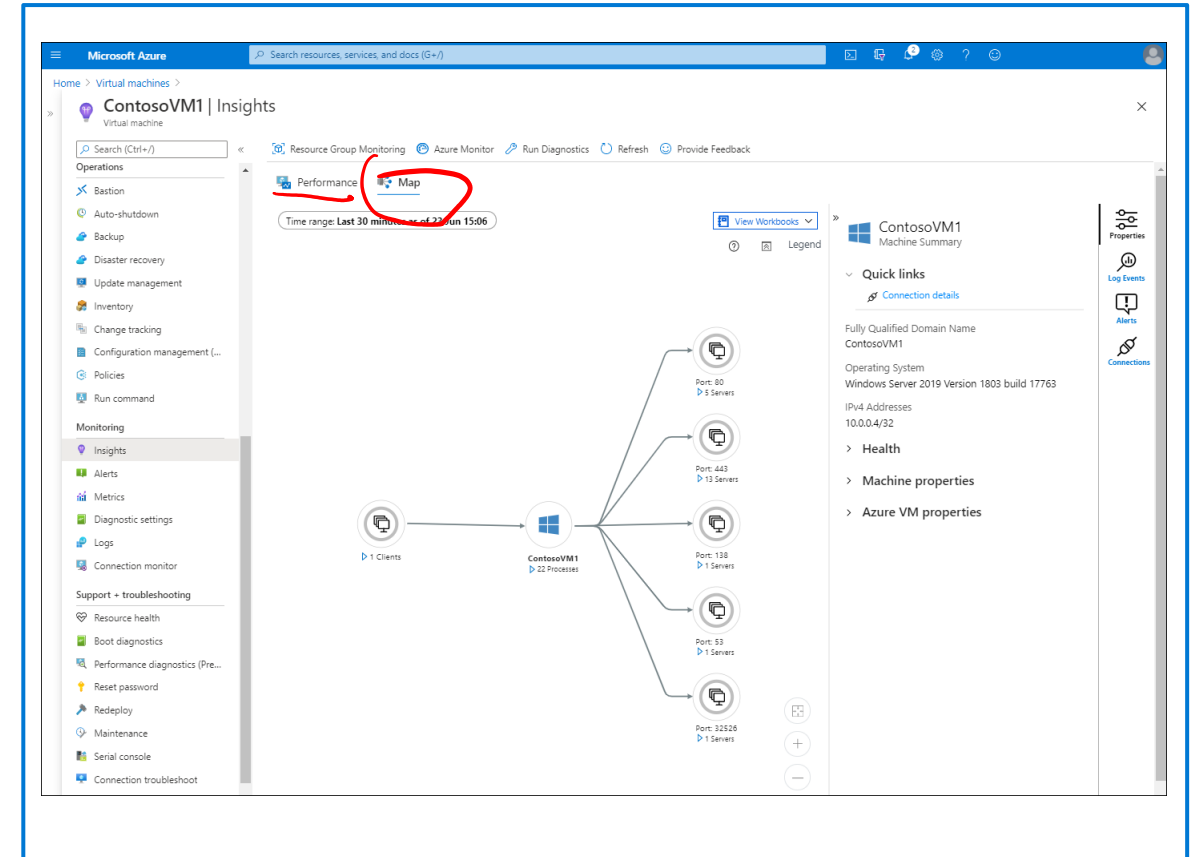 Microsoft Azure
Search resources, services, and docs (G+/)
2
?
Home > Virtual machines >
ContosoVM1 | Insights
Virtual machine
Search (Ctrl+/)
«
Resource Group Monitoring
Azure Monitor
Run Diagnostics
Refresh
Provide Feedback
Operations
Bastion
Auto-shutdown
Backup
Disaster recovery
Update management
Inventory
Change tracking
Configuration management (...
Policies
Run command
Monitoring
Insights
Alerts
Metrics
Diagnostic settings
Logs
Connection monitor
Support + troubleshooting
Resource health
Boot diagnostics
Performance diagnostics (Pre...
Reset password
Redeploy
Maintenance
Serial console
Connection troubleshoot
Performance
Map
Time range: Last 30 minutes as of 22 Jun 15:06
View Workbooks
Legend
1 Clients
ContosoVM1
22 Processes
Port: 80
5 Servers
Port: 443
13 Servers
Port: 138
1 Servers
Port: 53
1 Servers
Port: 32526
1 Servers
»
ContosoVM1
Machine Summary
Quick links
Connection details
Fully Qualified Domain Name
ContosoVM1
Operating System
Windows Server 2019 Version 1803 build 17763
IPv4 Addresses
10.0.0.4/32
> Health
> Machine properties
> Azure VM properties
Properties
Log Events
Alerts
Connections